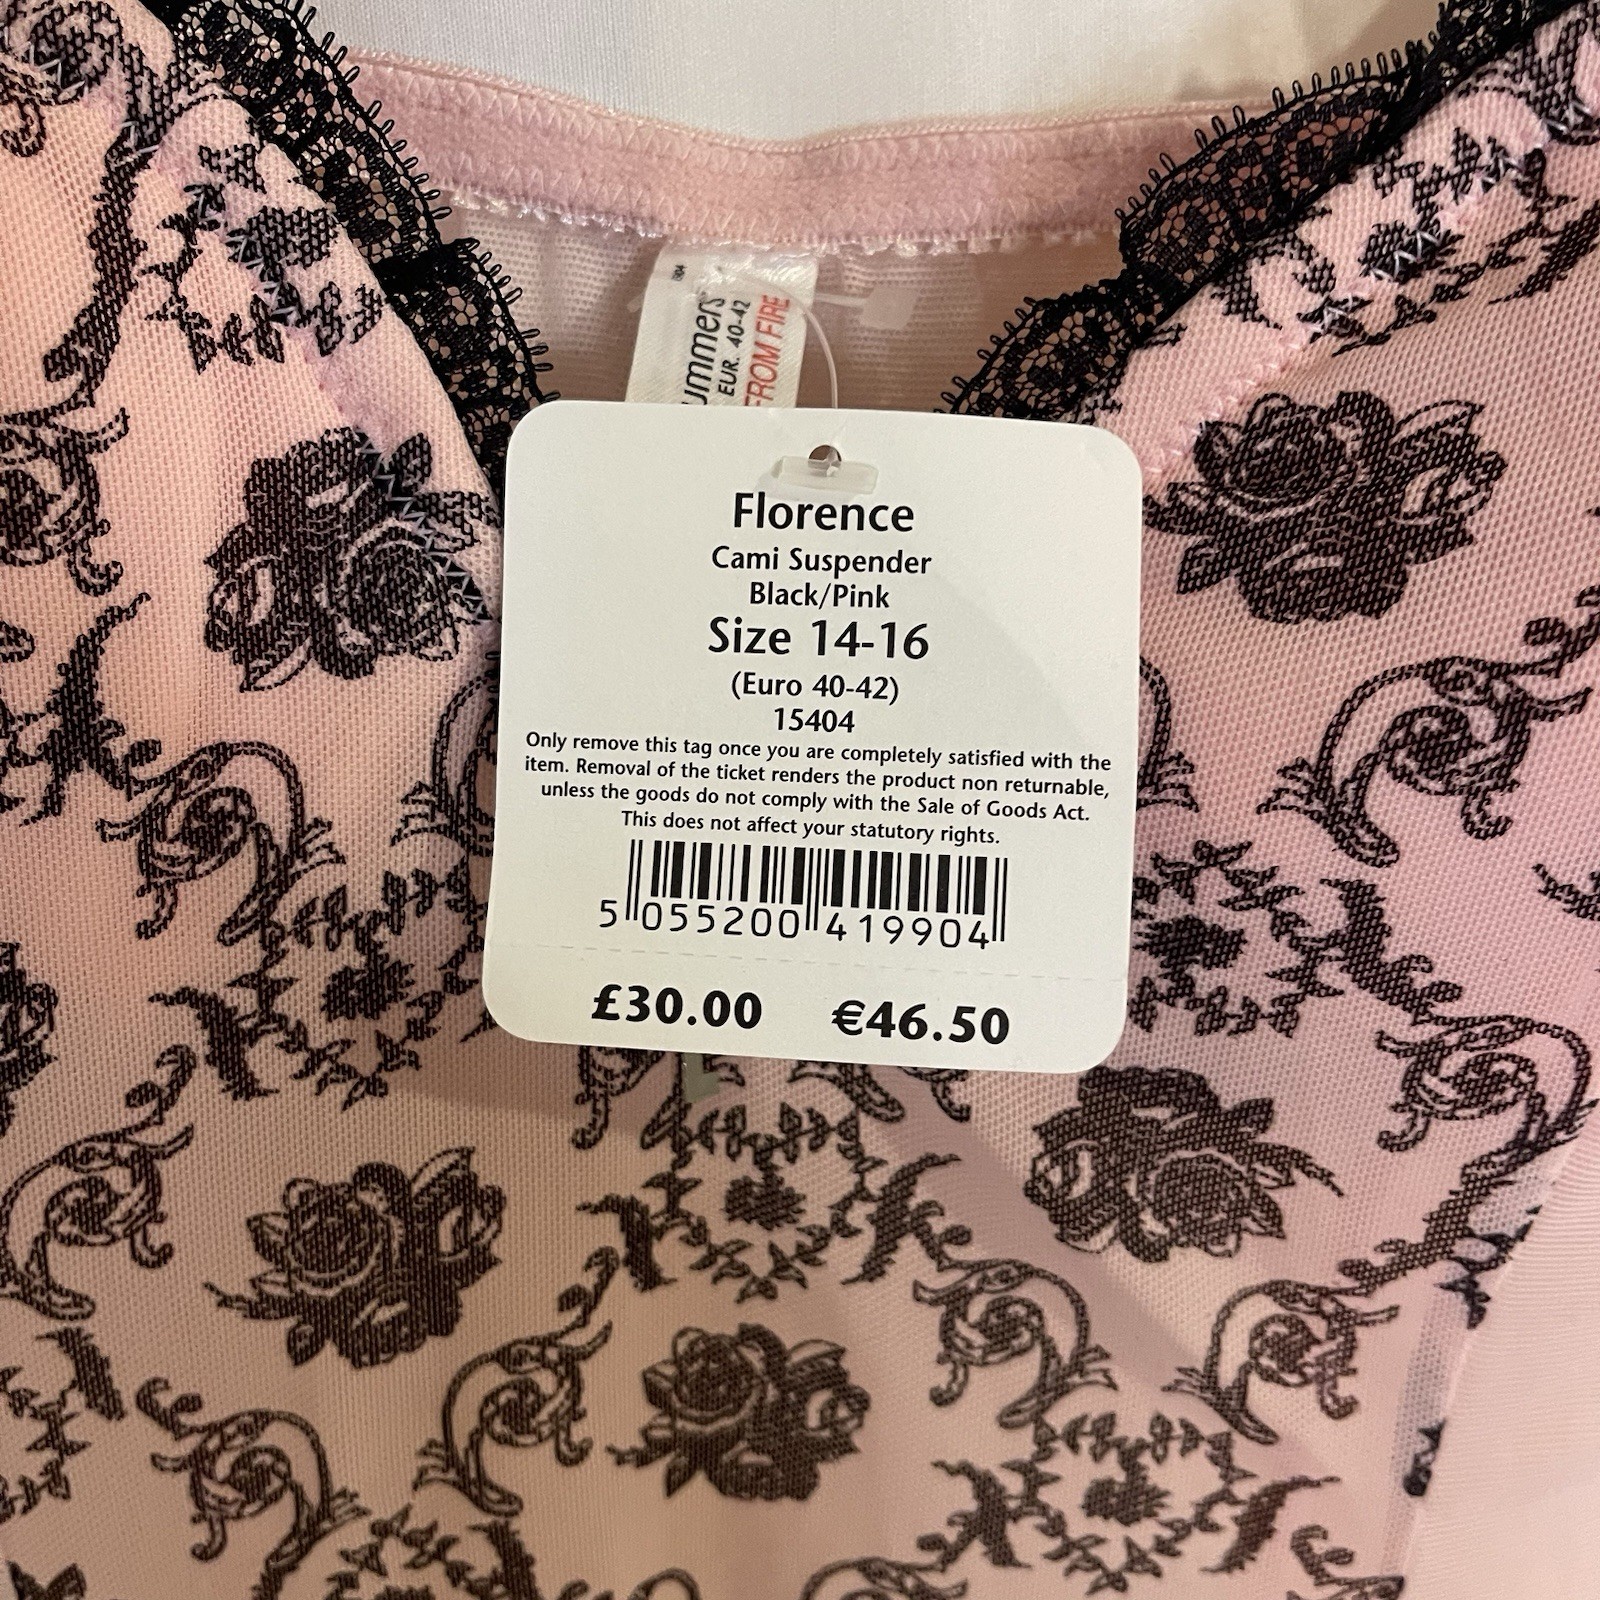 EUR. 40-42
FROM FIRE
Florence
Cami Suspender
Black/Pink
Size 14-16
(Euro 40-42)
15404
Only remove this tag once you are completely satisfied with the
item. Removal of the ticket renders the product non returnable,
unless the goods do not comply with the Sale of Goods Act.
This does not affect your statutory rights.
5 055200 419904
£30.00 €46.50